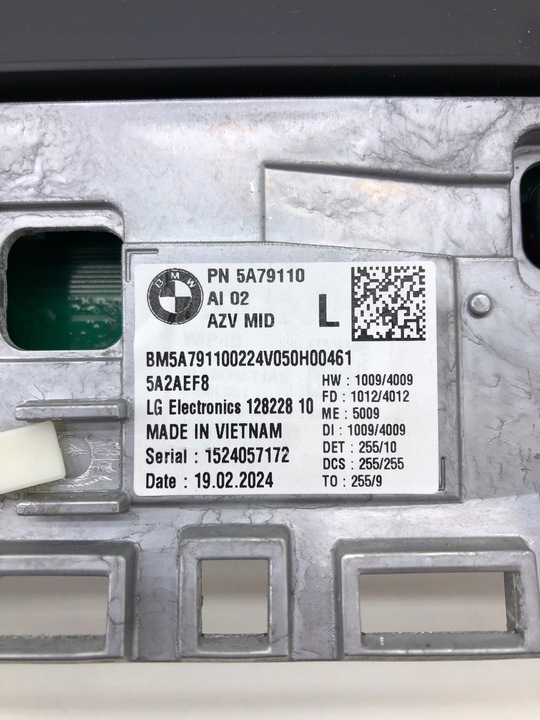 BMW
PN 5A79110
AI 02
AZV MID
L
BM5A791100224V050H00461
5A2AEF8
LG Electronics 128228 10
MADE IN VIETNAM
Serial : 1524057172
Date : 19.02.2024
HW : 1009/4009
FD : 1012/4012
ME : 5009
DI : 1009/4009
DET : 255/10
DCS : 255/255
TO : 255/9